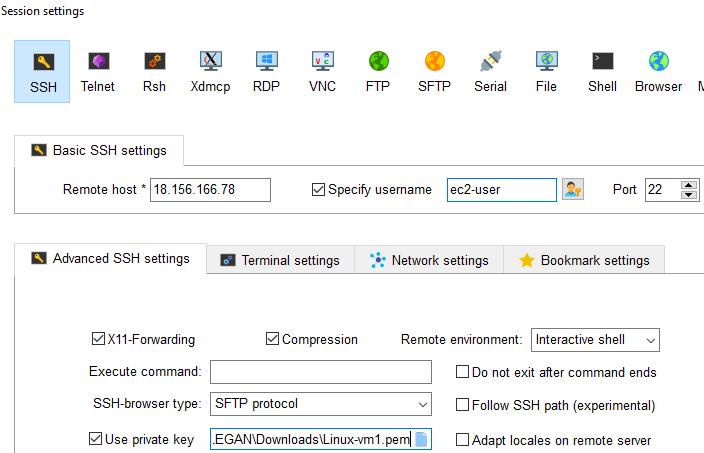 Session settings
SSH Telnet Rsh Xdmcp RDP VNC FTP SFTP Serial File Shell Browser M
Basic SSH settings
Remote host * 18.156.166.78 Specify username ec2-user Port 22
Advanced SSH settings Terminal settings Network settings Bookmark settings
X11-Forwarding Compression Remote environment: Interactive shell
Execute command: Do not exit after command ends
SSH-browser type: SFTP protocol Follow SSH path (experimental)
Use private key .EGAN\Downloads\Linux-vm1.pem Adapt locales on remote server